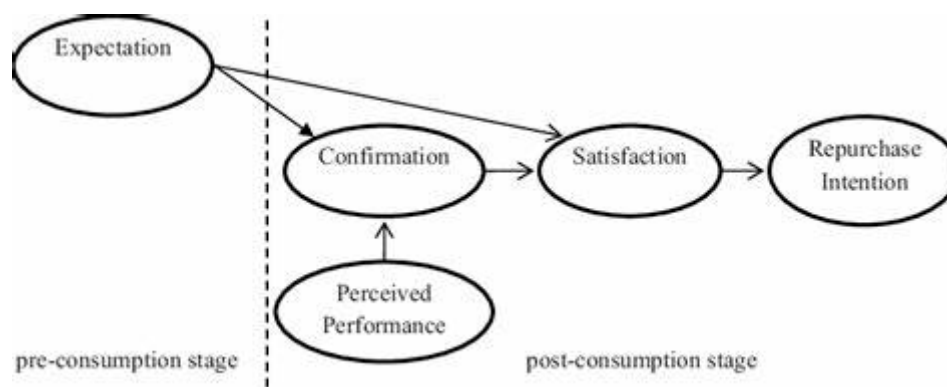 Expectation
Confirmation
Satisfaction
Repurchase
Intention
Perceived
Performance
pre-consumption stage
post-consumption stage